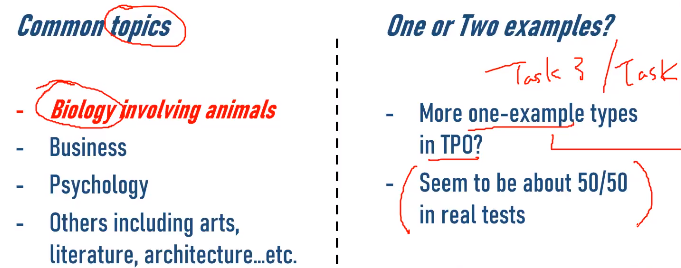 Common topics
- Biology involving animals
- Business
- Psychology
- Others including arts,
literature, architecture...etc.
One or Two examples?
Task 3 / Task
- More one-example types
in TPO?
- Seem to be about 50/50
in real tests